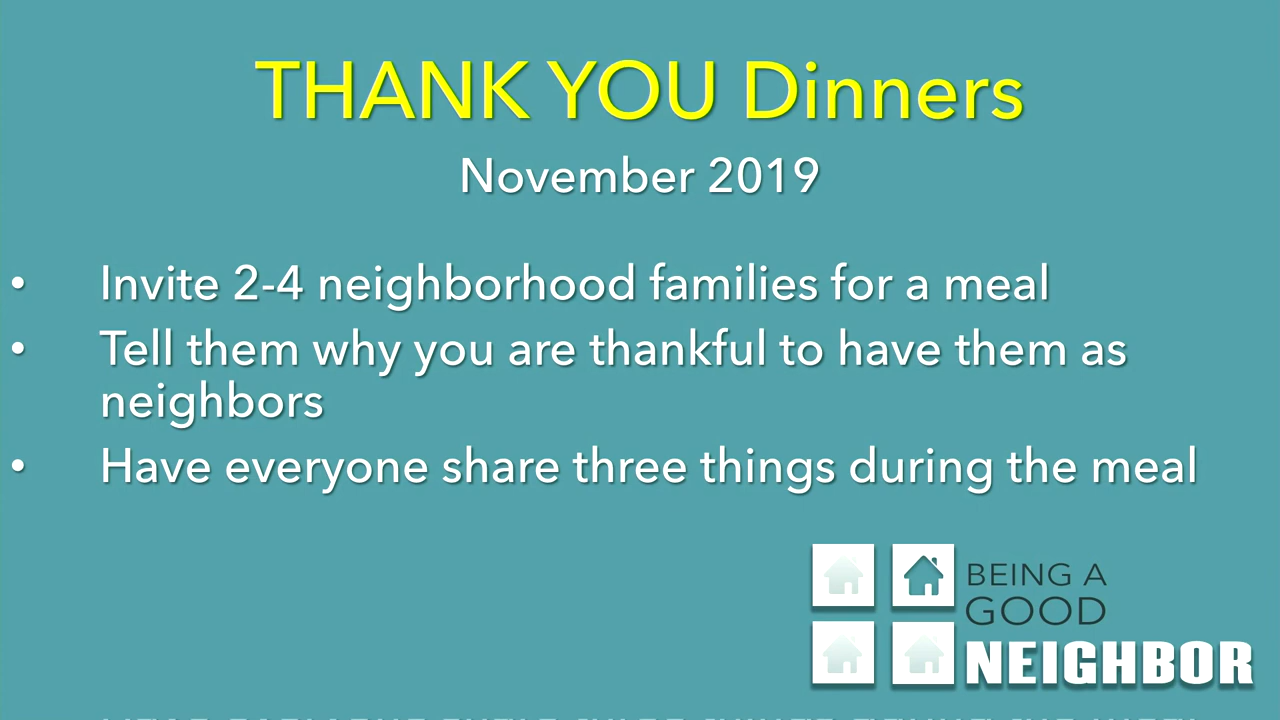 THANK YOU Dinners
November 2019
• Invite 2-4 neighborhood families for a meal
• Tell them why you are thankful to have them as
neighbors
• Have everyone share three things during the meal
BEING A
GOOD
NEIGHBOR